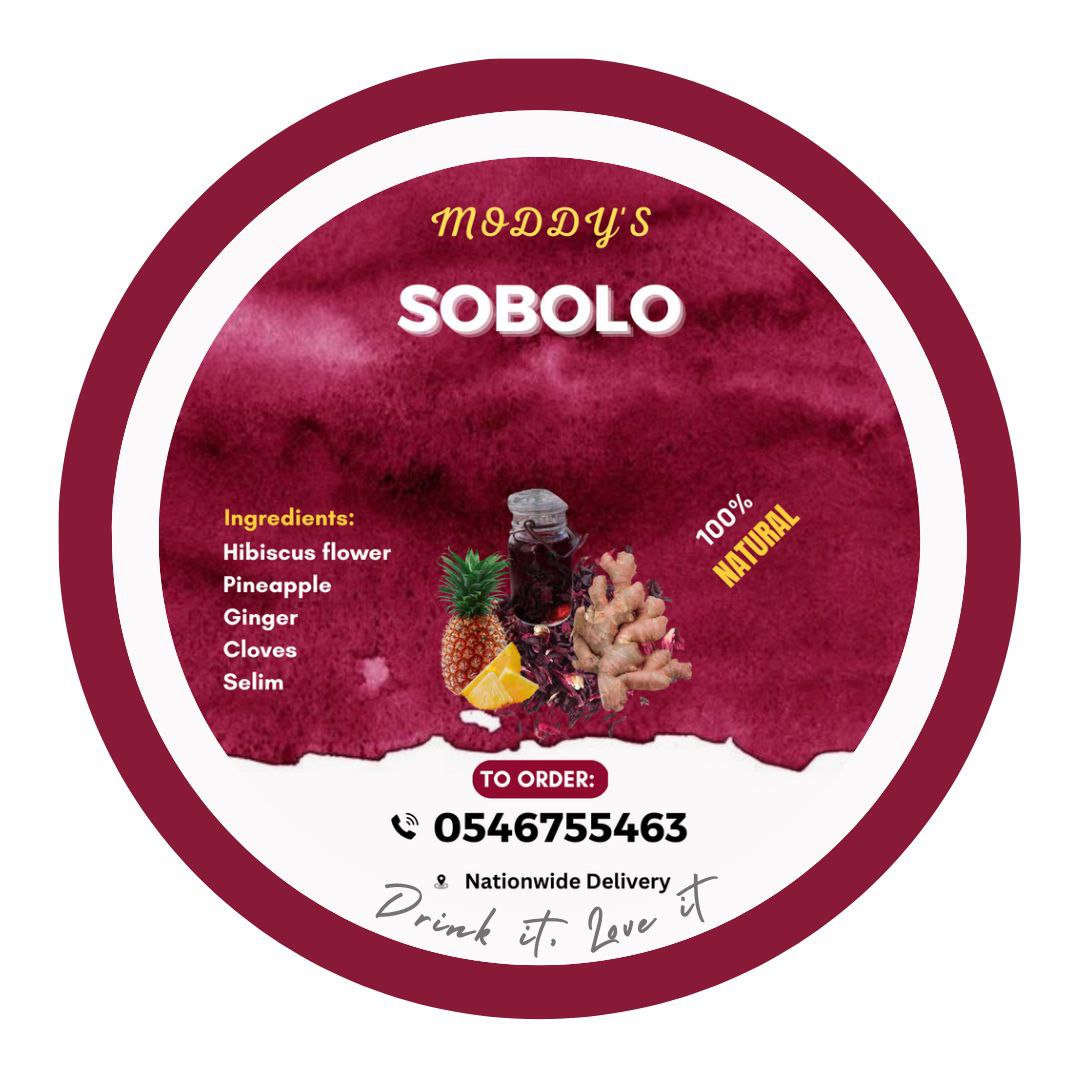 MODDY'S
SOBOLO
Ingredients:
Hibiscus flower
Pineapple
Ginger
Cloves
Selim
100%
NATURAL
TO ORDER:
0546755463
Nationwide Delivery
Drink it, Love it